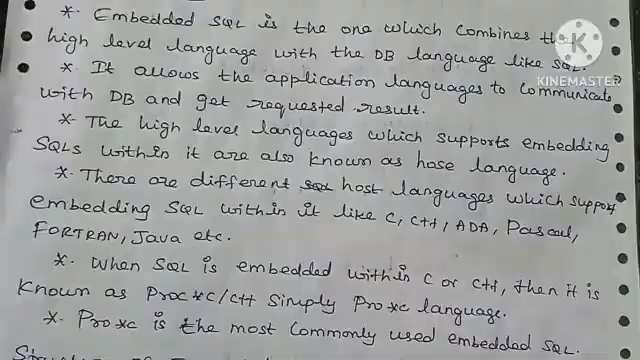 *. Embedded SQL is the one which combines the
high level language with the DB language like SQL.
*. It allows the application languages to communicate
with DB and get requested result.
* The high level languages which supports embedding
SQLs within it are also known as hose language.
*. There are different host languages which support
embedding SQL within it like C, C++, ADA, Pascal,
FORTRAN, Java etc.
*. When SQL is embedded within C or C++, then it is
known as Proc*c/C++ simply Pro*c language.
*. Pro*c is the most commonly used embedded SQL.
K
KINEMASTER